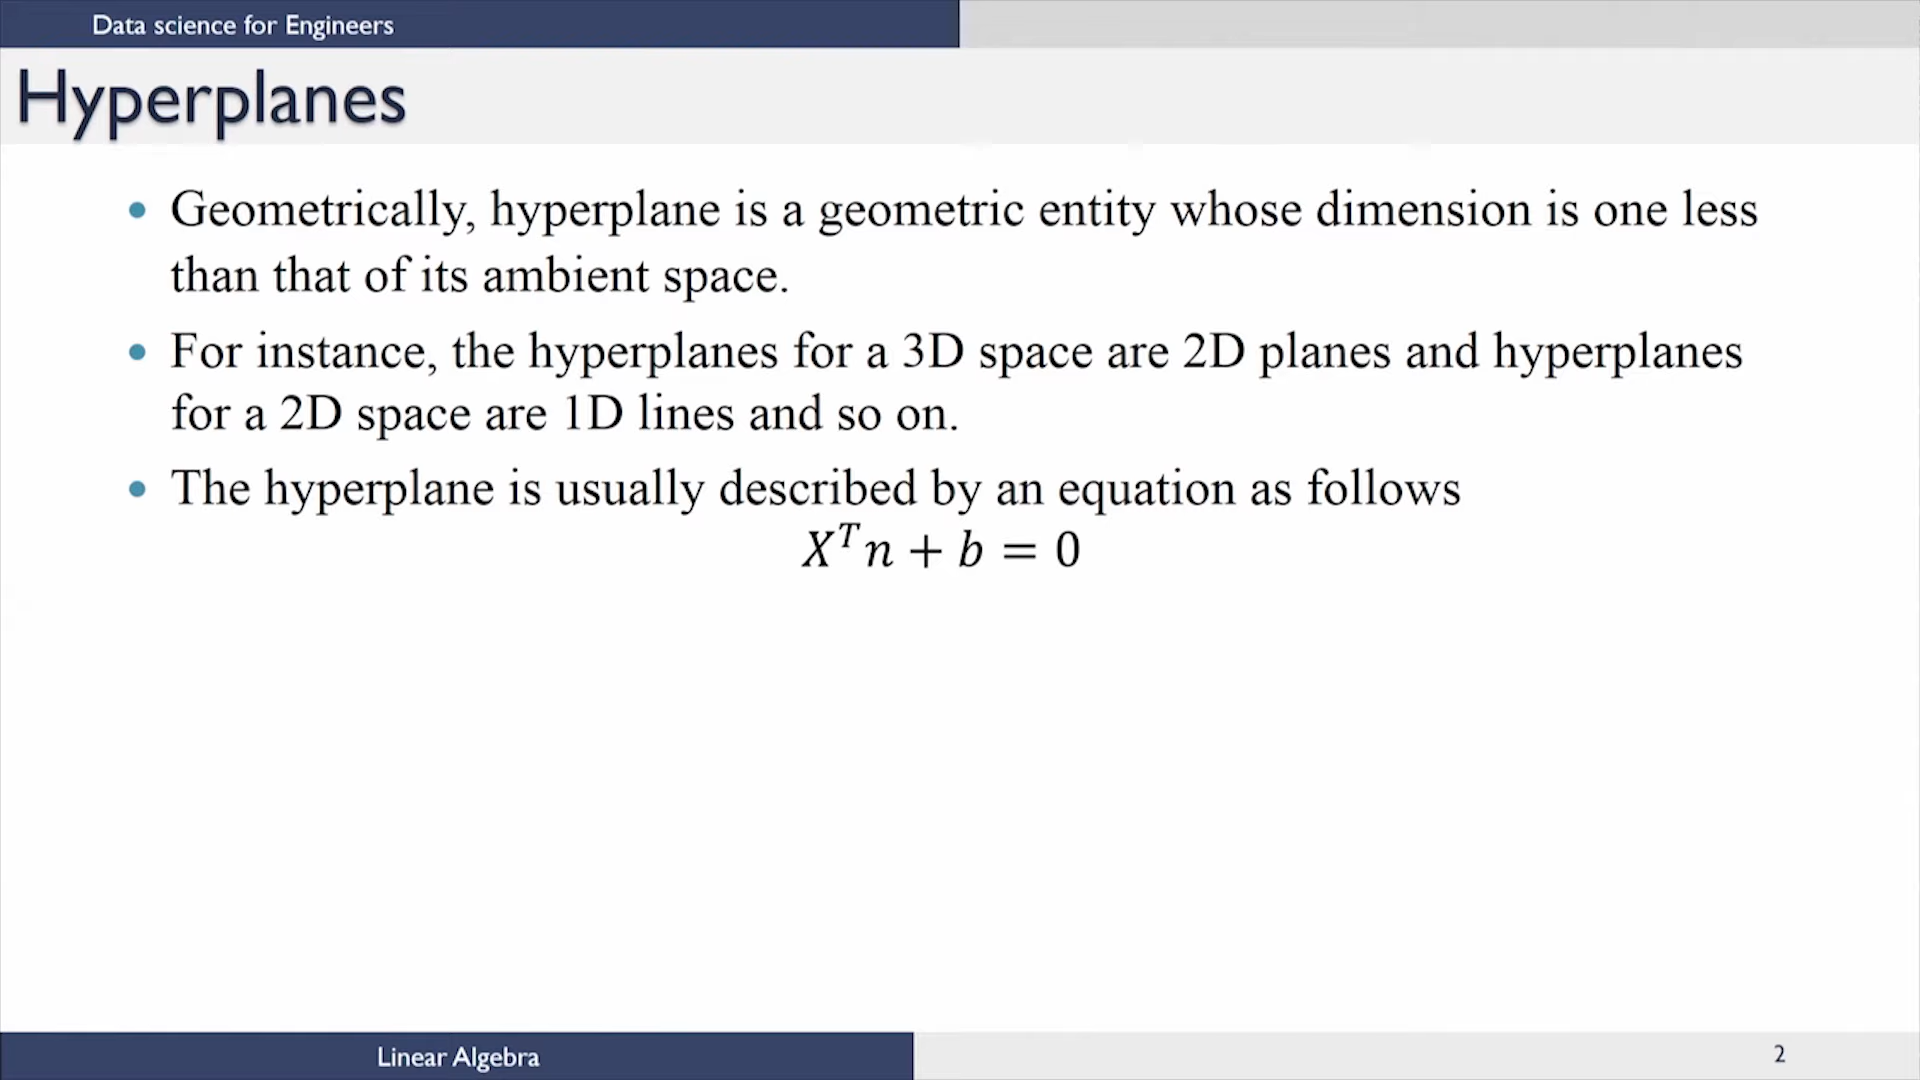 Data science for Engineers
Hyperplanes
• Geometrically, hyperplane is a geometric entity whose dimension is one less
than that of its ambient space.
• For instance, the hyperplanes for a 3D space are 2D planes and hyperplanes
for a 2D space are 1D lines and so on.
• The hyperplane is usually described by an equation as follows
$X^T n + b = 0$
Linear Algebra
2